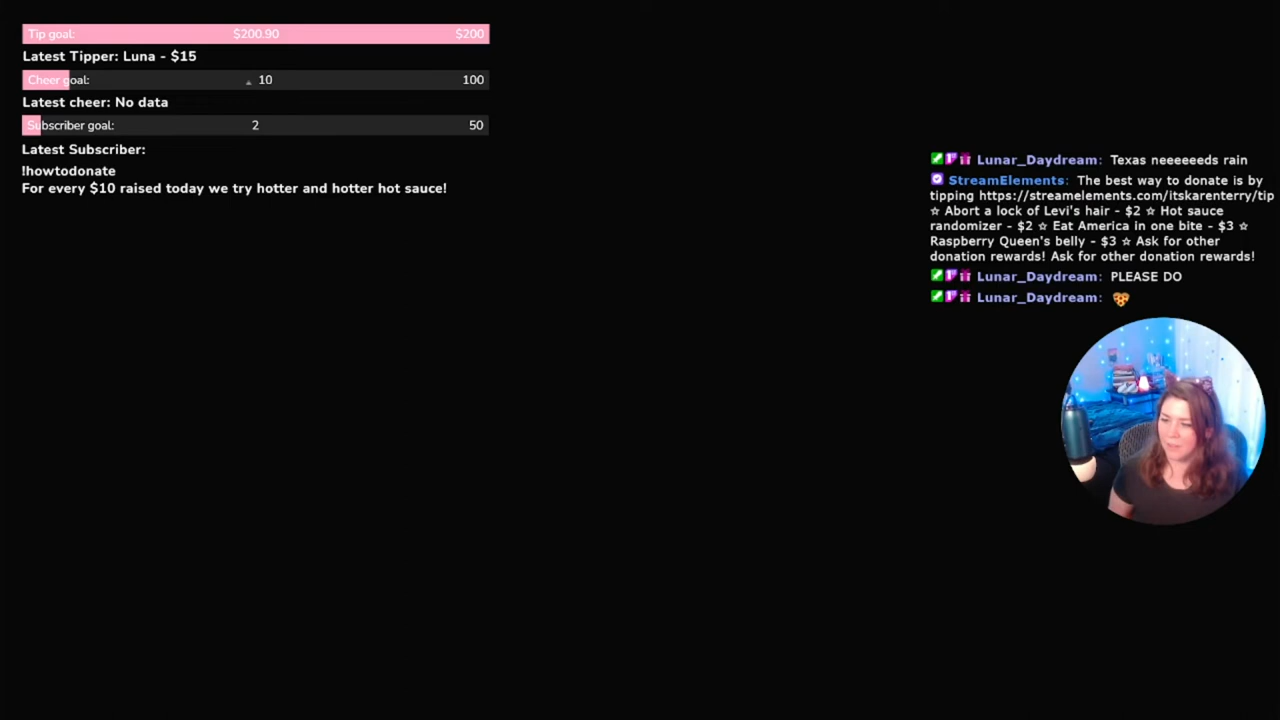 Tip goal: $200.90 $200
Latest Tipper: Luna - $15
Cheer goal: 10 100
Latest cheer: No data
Subscriber goal: 2 50
Latest Subscriber:
!howtodonate
For every $10 raised today we try hotter and hotter hot sauce!
Lunar_Daydream: Texas neeeeeeds rain
StreamElements: The best way to donate is by
tipping https://streamelements.com/itskarenterry/tip
☆ Abort a lock of Levi's hair - $2 ☆ Hot sauce
randomizer - $2 ☆ Eat America in one bite - $3 ☆
Raspberry Queen's belly - $3 ☆ Ask for other
donation rewards! Ask for other donation rewards!
Lunar_Daydream: PLEASE DO
Lunar_Daydream: